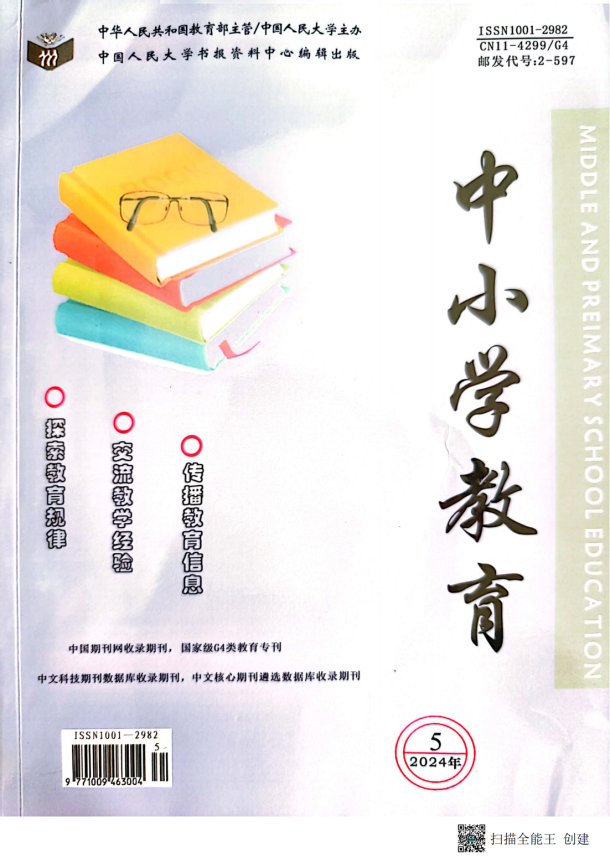 中华人民共和国教育部主管/中国人民大学主办
中国人民大学书报资料中心编辑出版
ISSN1001-2982
CN11-4299/G4
邮发代号:2-597
BOOK
中小学教育
MIDDLE AND PREIMARY SCHOOL EDUCATION
探索教育规律
交流教学经验
传播教育信息
中国期刊网收录期刊，国家级G4类教育专刊
中文科技期刊数据库收录期刊，中文核心期刊遴选数据库收录期刊
ISSN1001-2982
5
9 771009 463004
5
2024年
扫描全能王 创建